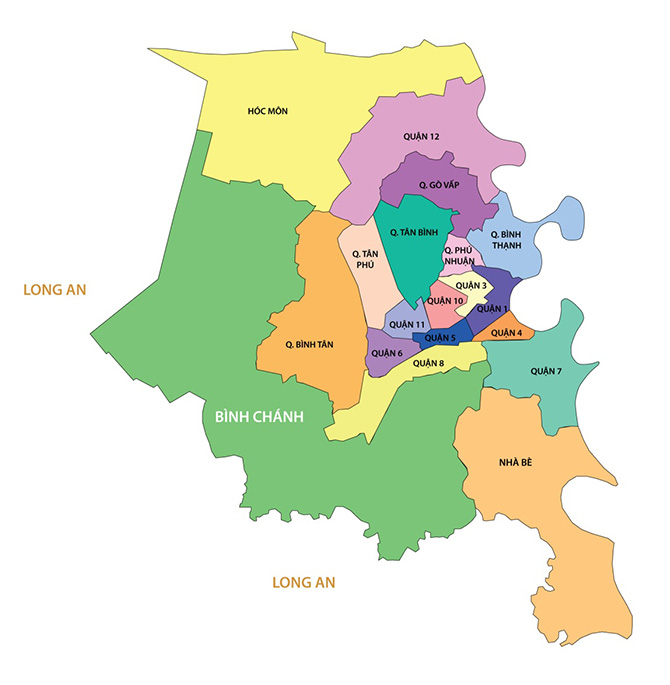 HÓC MÔN
QUẬN 12
Q. GÒ VẤP
Q. TÂN BÌNH
Q. BÌNH
THẠNH
Q. TÂN
PHÚ
Q. PHÚ
NHUẬN
LONG AN
QUẬN 3
QUẬN 10
QUẬN 1
QUẬN 11
QUẬN 4
QUẬN 5
Q. BÌNH TÂN
QUẬN 6
QUẬN 8
QUẬN 7
BÌNH CHÁNH
NHÀ BÈ
LONG AN